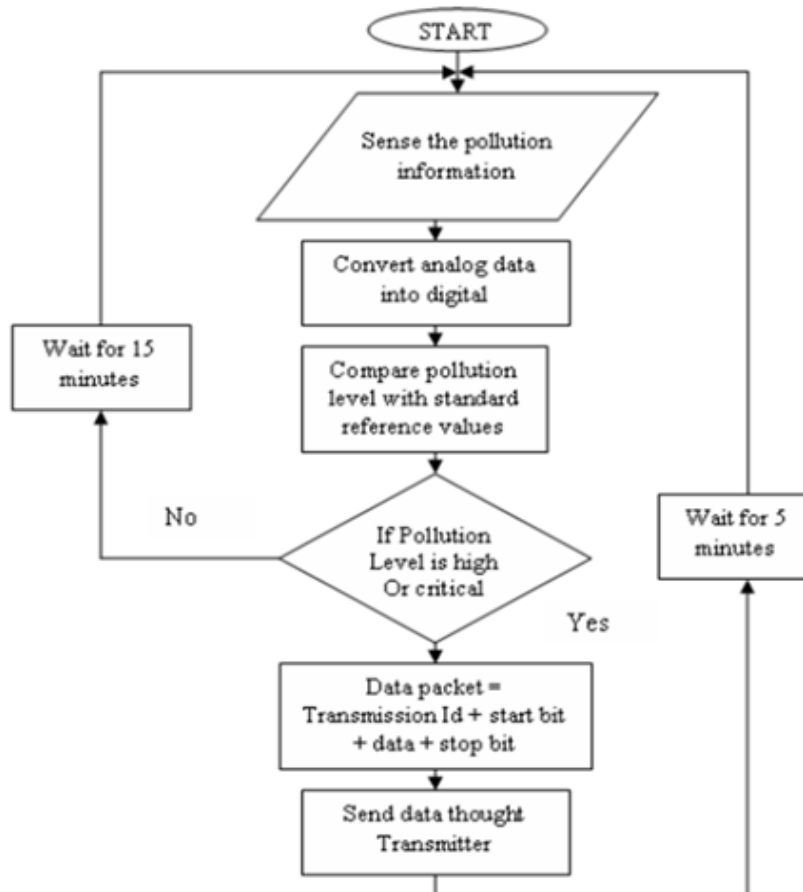 START
Sense the pollution
information
Convert analog data
into digital
Wait for 15
minutes
Compare pollution
level with standard
reference values
No
If Pollution
Level is high
Or critical
Wait for 5
minutes
Yes
Data packet =
Transmission Id + start bit
+ data + stop bit
Send data thought
Transmitter